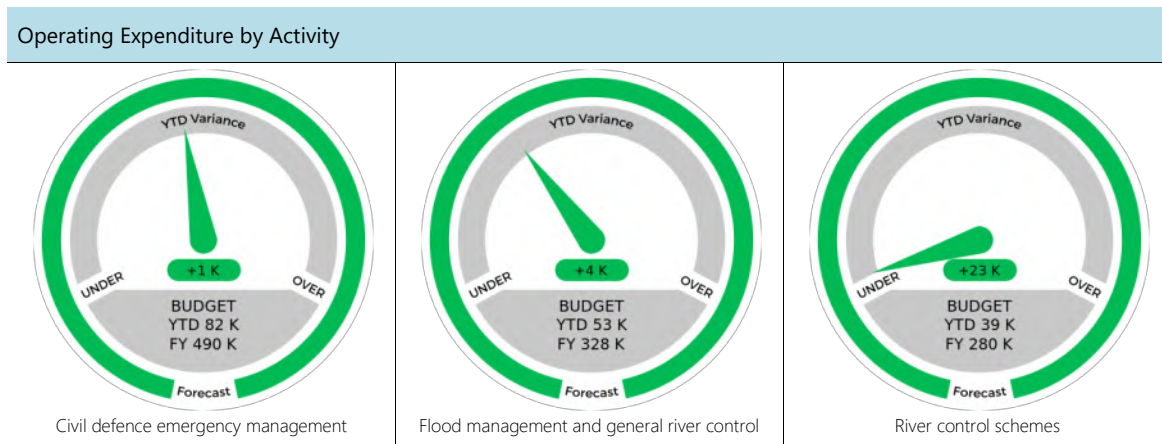 Operating Expenditure by Activity
YTD Variance
+1 K
UNDER
OVER
BUDGET
YTD 82 K
FY 490 K
Forecast
Civil defence emergency management
YTD Variance
+4 K
UNDER
OVER
BUDGET
YTD 53 K
FY 328 K
Forecast
Flood management and general river control
YTD Variance
+23 K
UNDER
OVER
BUDGET
YTD 39 K
FY 280 K
Forecast
River control schemes